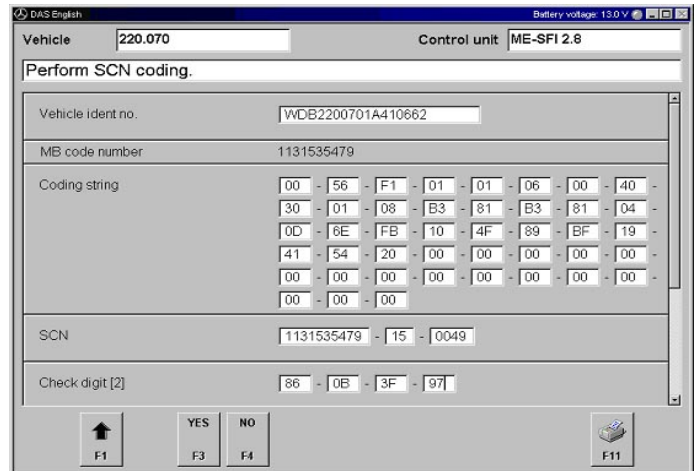 DAS English Battery voltage: 13.0 V
Vehicle 220.070 Control unit ME-SFI 2.8
Perform SCN coding.
Vehicle ident no. WDB2200701A410662
MB code number 1131535479
Coding string 00 - 56 - F1 - 01 - 01 - 06 - 00 - 40 -
30 - 01 - 08 - B3 - 81 - B3 - 81 - 04 -
0D - 6E - FB - 10 - 4F - 89 - BF - 19 -
41 - 54 - 20 - 00 - 00 - 00 - 00 - 00 -
00 - 00 - 00 - 00 - 00 - 00 - 00 - 00 -
00 - 00 - 00
SCN 1131535479 - 15 - 0049
Check digit [2] 86 - 0B - 3F - 97
YES NO
F1 F3 F4 F11